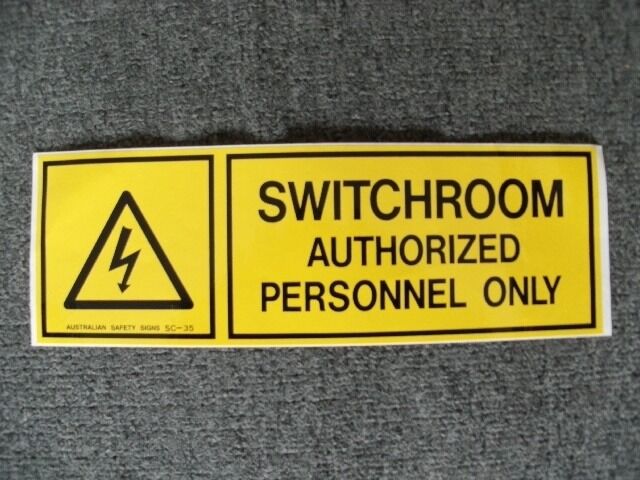 SWITCHROOM
AUTHORIZED
PERSONNEL ONLY
AUSTRALIAN SAFETY SIGNS SC-35